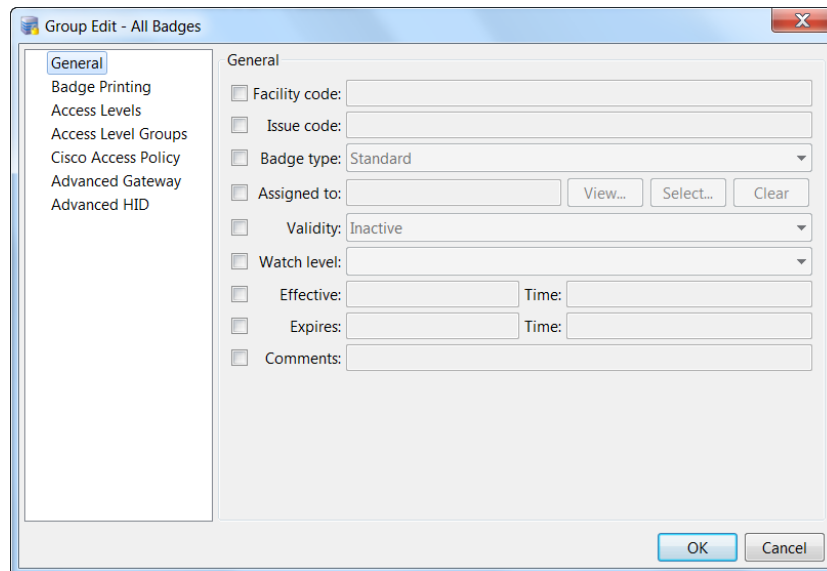 Group Edit - All Badges
General
Badge Printing
Access Levels
Access Level Groups
Cisco Access Policy
Advanced Gateway
Advanced HID
General
Facility code:
Issue code:
Badge type: Standard
Assigned to: View... Select... Clear
Validity: Inactive
Watch level:
Effective: Time:
Expires: Time:
Comments:
OK Cancel